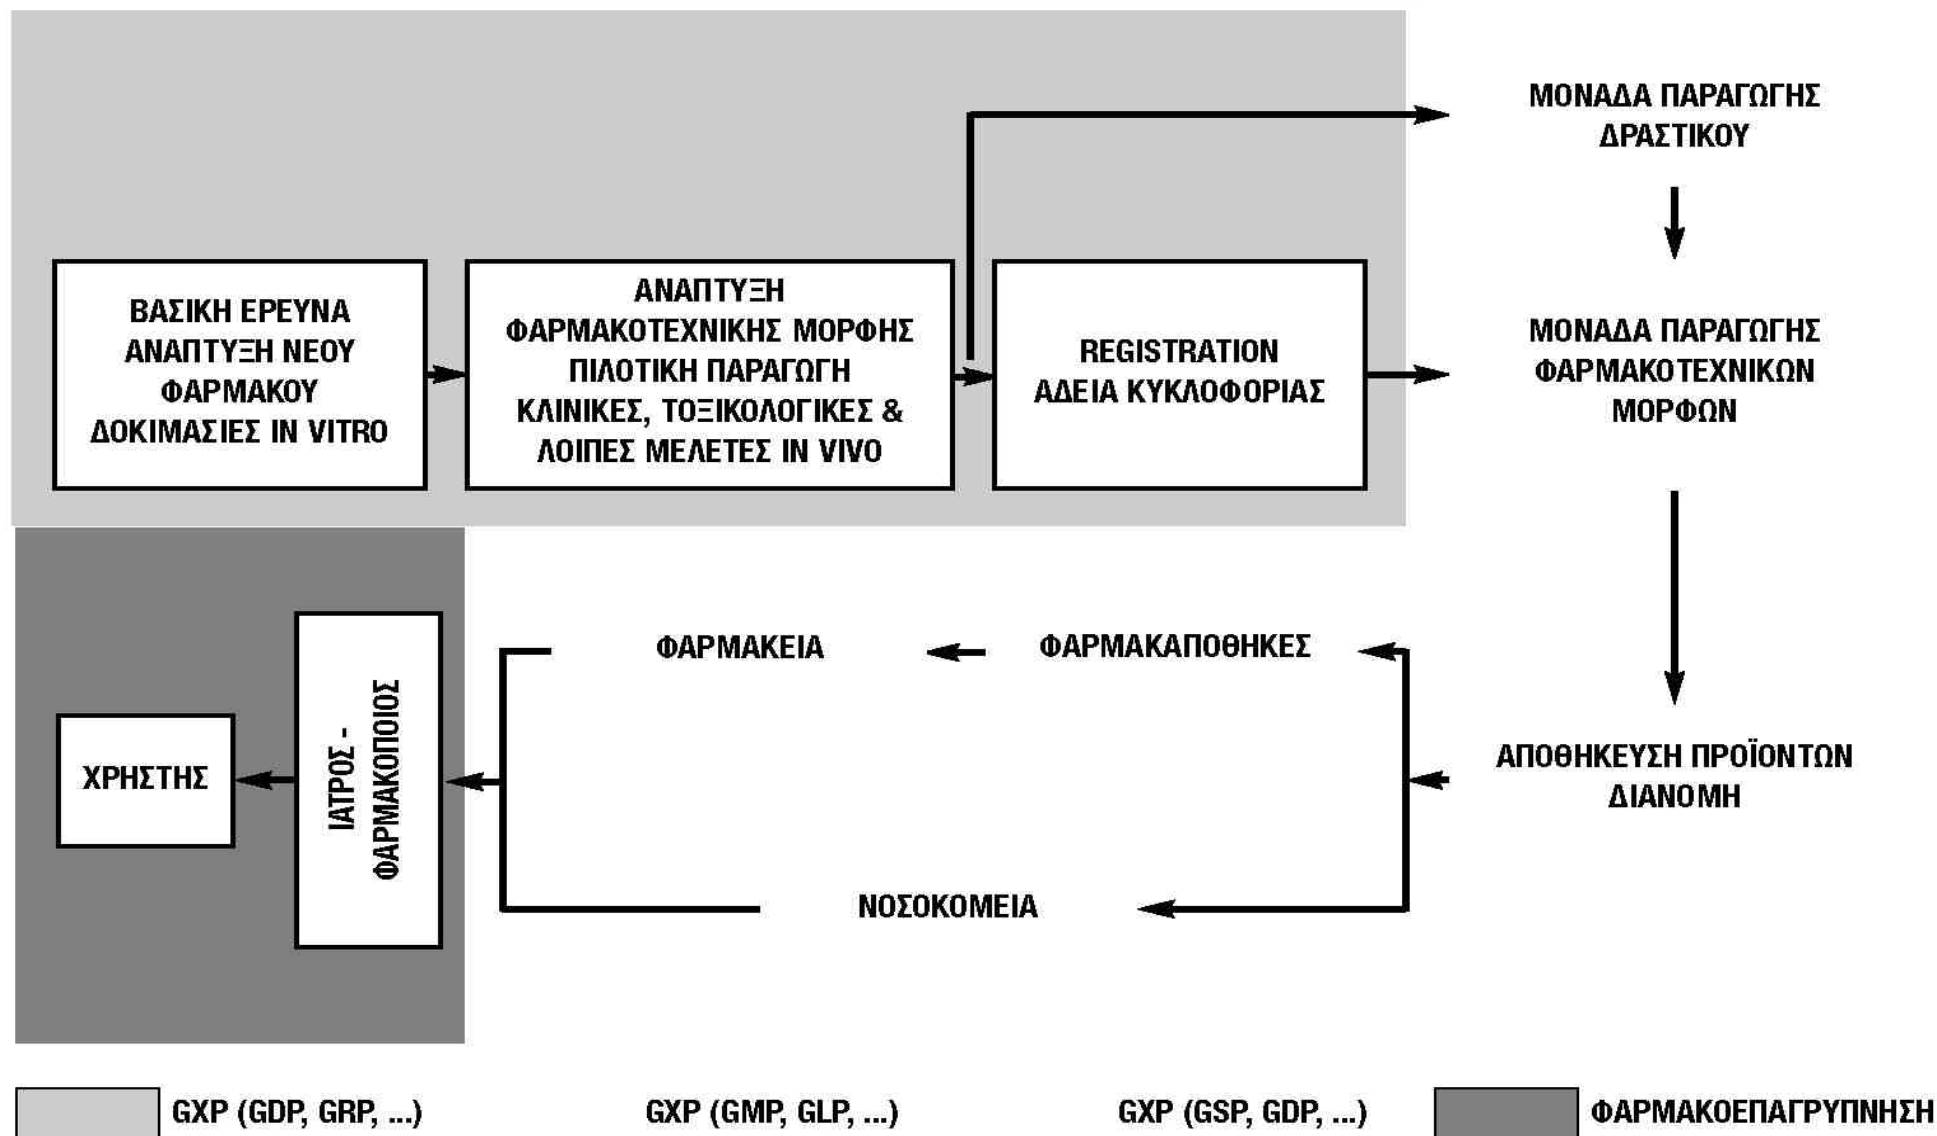 ΜΟΝΑΔΑ ΠΑΡΑΓΩΓΗΣ
ΔΡΑΣΤΙΚΟΥ
ΒΑΣΙΚΗ ΕΡΕΥΝΑ
ΑΝΑΠΤΥΞΗ ΝΕΟΥ
ΦΑΡΜΑΚΟΥ
ΔΟΚΙΜΑΣΙΕΣ IN VITRO
ΑΝΑΠΤΥΞΗ
ΦΑΡΜΑΚΟΤΕΧΝΙΚΗΣ ΜΟΡΦΗΣ
ΠΙΛΟΤΙΚΗ ΠΑΡΑΓΩΓΗ
ΚΛΙΝΙΚΕΣ, ΤΟΞΙΚΟΛΟΓΙΚΕΣ &
ΛΟΙΠΕΣ ΜΕΛΕΤΕΣ IN VIVO
REGISTRATION
ΑΔΕΙΑ ΚΥΚΛΟΦΟΡΙΑΣ
ΜΟΝΑΔΑ ΠΑΡΑΓΩΓΗΣ
ΦΑΡΜΑΚΟΤΕΧΝΙΚΩΝ
ΜΟΡΦΩΝ
ΑΠΟΘΗΚΕΥΣΗ ΠΡΟΪΟΝΤΩΝ
ΔΙΑΝΟΜΗ
ΦΑΡΜΑΚΑΠΟΘΗΚΕΣ
ΦΑΡΜΑΚΕΙΑ
ΝΟΣΟΚΟΜΕΙΑ
ΙΑΤΡΟΣ -
ΦΑΡΜΑΚΟΠΟΙΟΣ
ΧΡΗΣΤΗΣ
GXP (GDP, GRP, ...)
GXP (GMP, GLP, ...)
GXP (GSP, GDP, ...)
ΦΑΡΜΑΚΟΕΠΑΓΡΥΠΝΗΣΗ